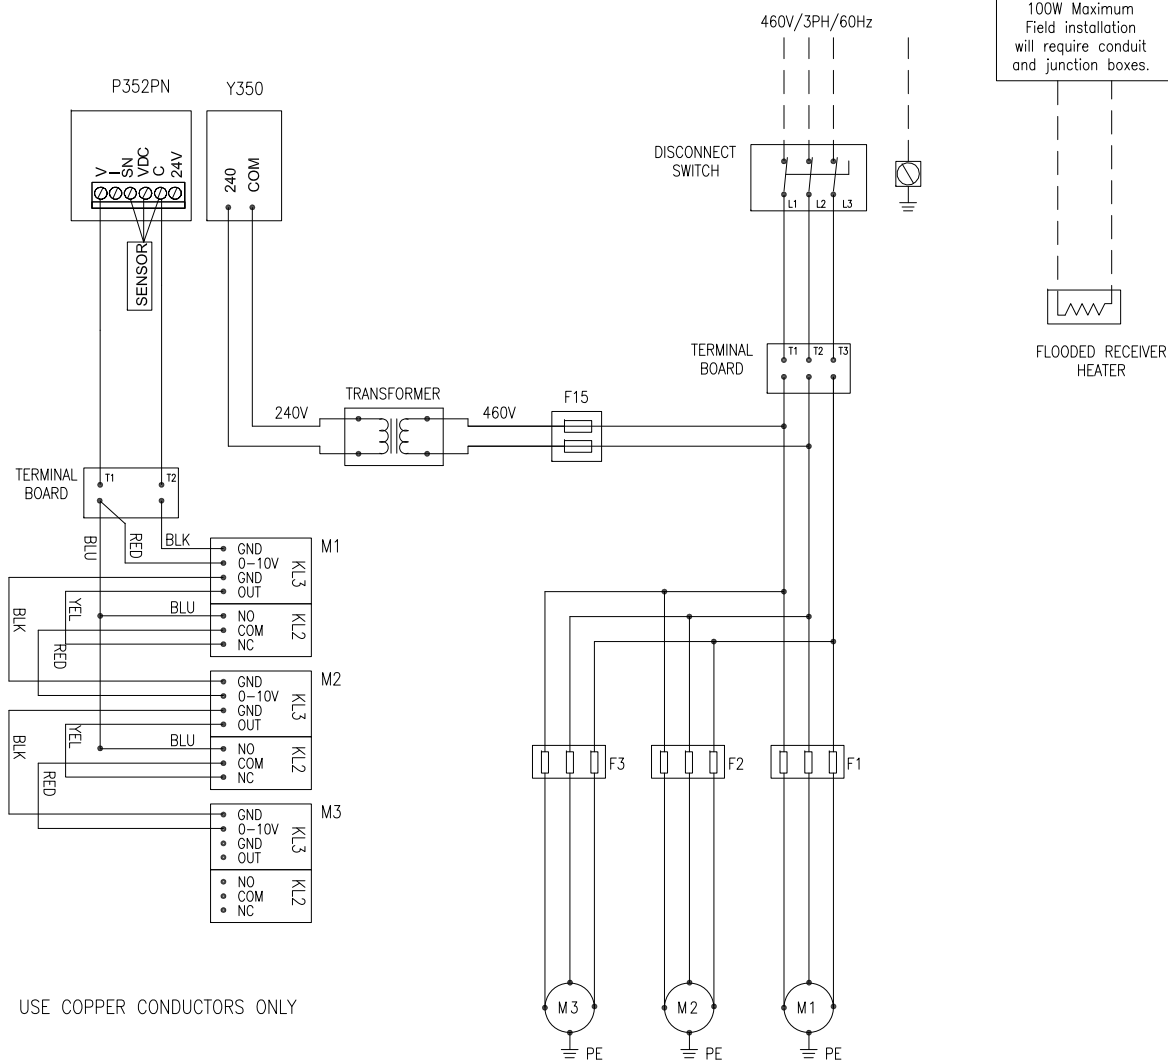 460V/3PH/60Hz
100W Maximum
Field installation
will require conduit
and junction boxes.
P352PN
Y350
V
I
SN
VDC
C
24V
240
COM
SENSOR
DISCONNECT
SWITCH
L1 L2 L3
TERMINAL
BOARD
T1 T2 T3
FLOODED RECEIVER
HEATER
TRANSFORMER
240V
460V
F15
TERMINAL
BOARD
T1
T2
BLU
RED
BLK
M1
GND
0-10V
GND
OUT
KL3
BLK
YEL
RED
BLU
NO
COM
NC
KL2
M2
GND
0-10V
GND
OUT
KL3
BLK
YEL
RED
BLU
NO
COM
NC
KL2
M3
GND
0-10V
GND
OUT
KL3
NO
COM
NC
KL2
F3
F2
F1
M3
M2
M1
PE
PE
PE
USE COPPER CONDUCTORS ONLY